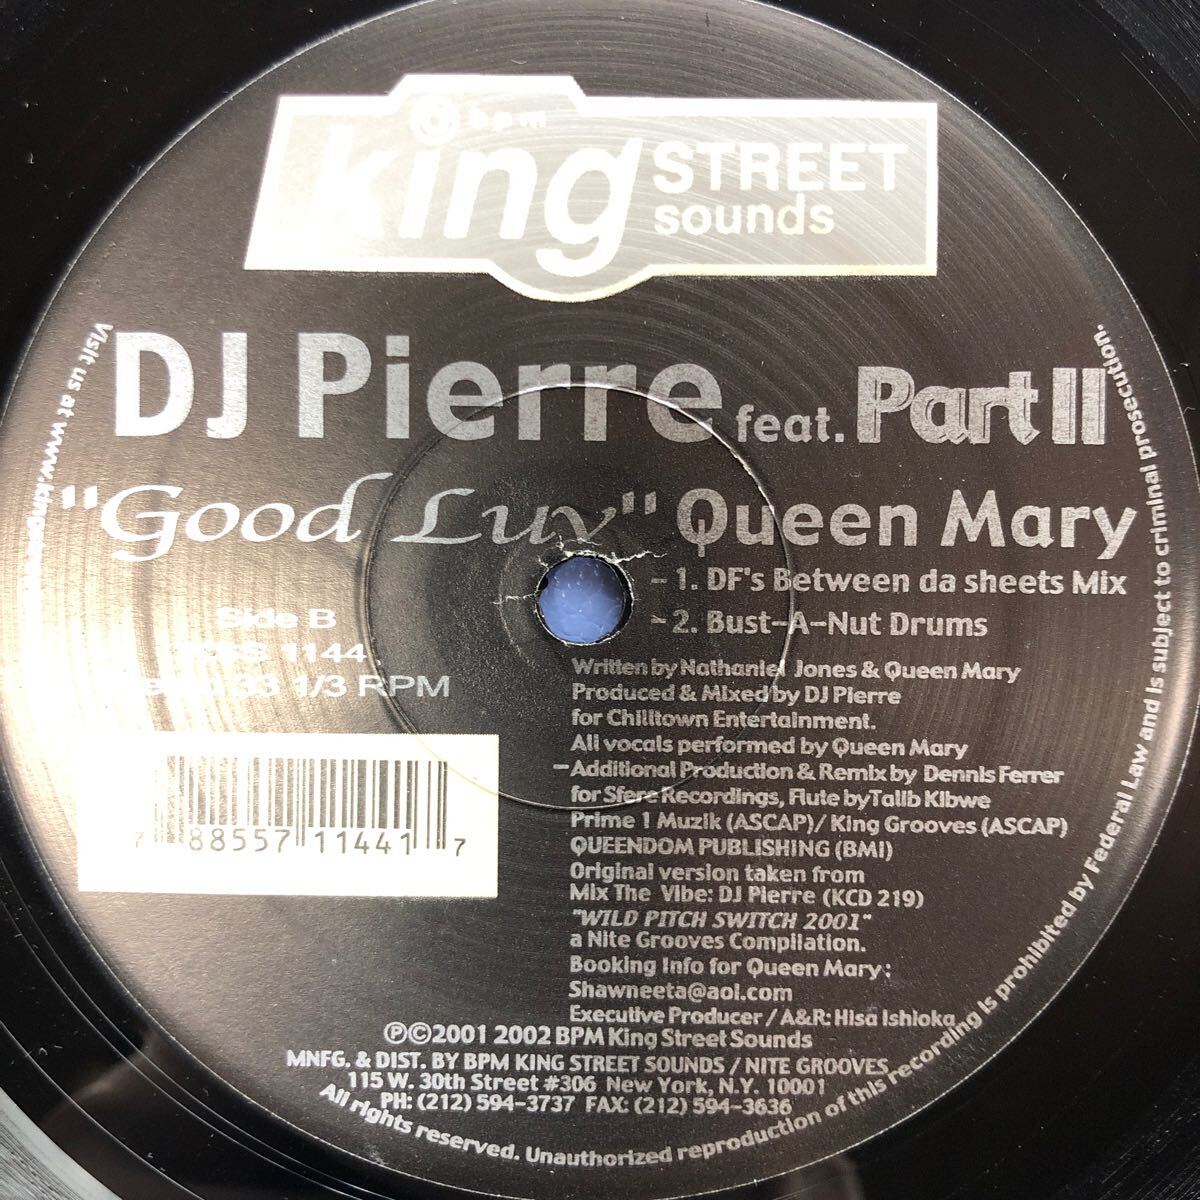 bpm
king STREET
sounds
DJ Pierre feat. Part II
"Good Luv" Queen Mary
- 1. DF's Between da sheets Mix
- 2. Bust-A-Nut Drums
Side B
1144
33 1/3 RPM
7 88557 11441 7
Written by Nathaniel Jones & Queen Mary
Produced & Mixed by DJ Pierre
for Chilltown Entertainment.
All vocals performed by Queen Mary
-Additional Production & Remix by Dennis Ferrer
for Sfere Recordings, Flute by Talib Kibwe
Prime 1 Muzik (ASCAP)/ King Grooves (ASCAP)
QUEENDOM PUBLISHING (BMI)
Original version taken from
Mix The Vibe: DJ Pierre (KCD 219)
"WILD PITCH SWITCH 2001"
a Nite Grooves Compilation.
Booking Info for Queen Mary:
Shawneeta@aol.com
Executive Producer / A&R: Hisa Ishioka
℗©2001 2002 BPM King Street Sounds
MNFG. & DIST. BY BPM KING STREET SOUNDS / NITE GROOVES
115 W. 30th Street #306 New York, N.Y. 10001
PH: (212) 594-3737 FAX: (212) 594-3636
Visit us at
All rights reserved. Unauthorized reproduction of this recording is prohibited by Federal Law and is subject to criminal prosecution.